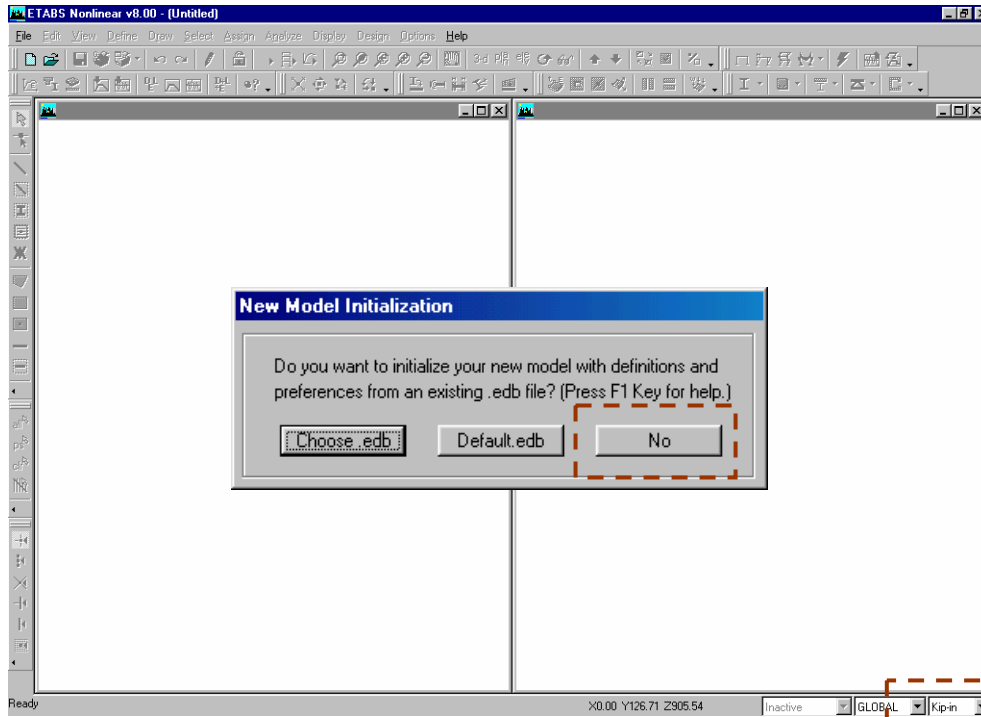 ETABS Nonlinear v8.00 - (Untitled)
File Edit View Define Draw Select Assign Analyze Display Design Options Help
3-d
New Model Initialization
Do you want to initialize your new model with definitions and
preferences from an existing .edb file? (Press F1 Key for help.)
Choose .edb Default.edb No
Ready X0.00 Y126.71 Z905.54 Inactive GLOBAL Kip-in